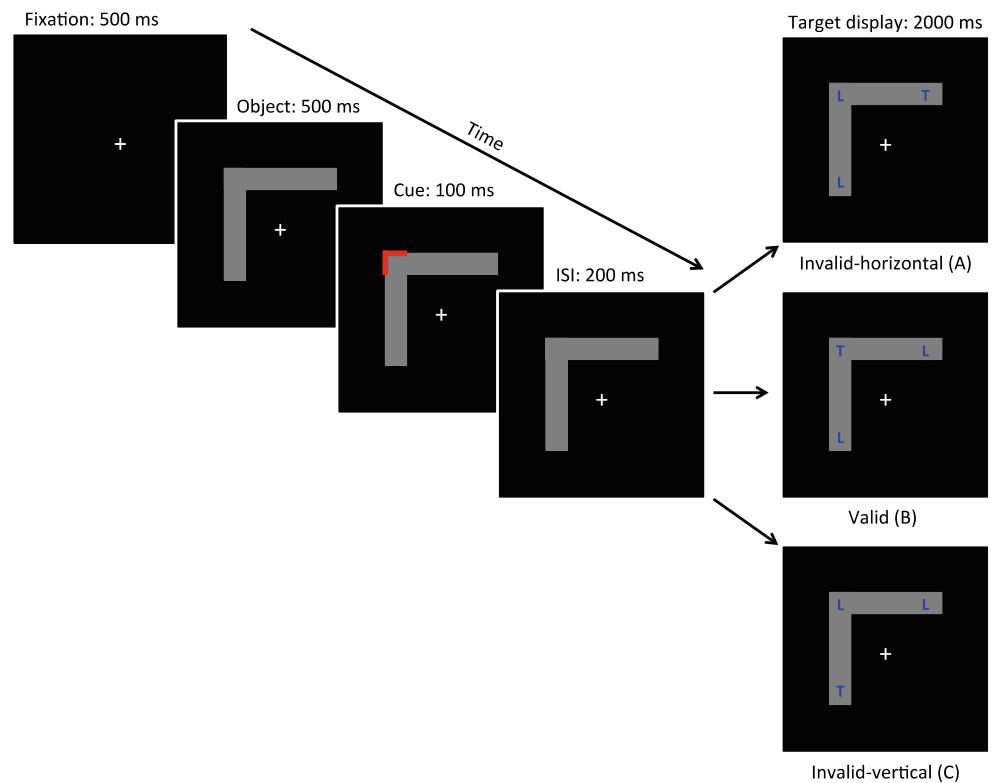 Fixation: 500 ms
+
Object: 500 ms
+
Cue: 100 ms
+
ISI: 200 ms
+
Time
Target display: 2000 ms
L T
+
L
Invalid-horizontal (A)
T L
+
L
Valid (B)
L L
+
T
Invalid-vertical (C)